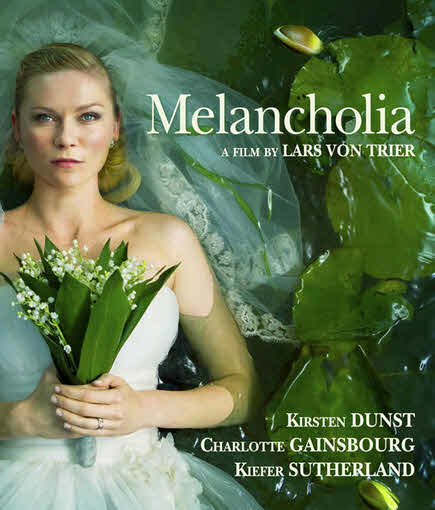 Melancholia
A FILM BY LARS VON TRIER
KIRSTEN DUNST
CHARLOTTE GAINSBOURG
KIEFER SUTHERLAND